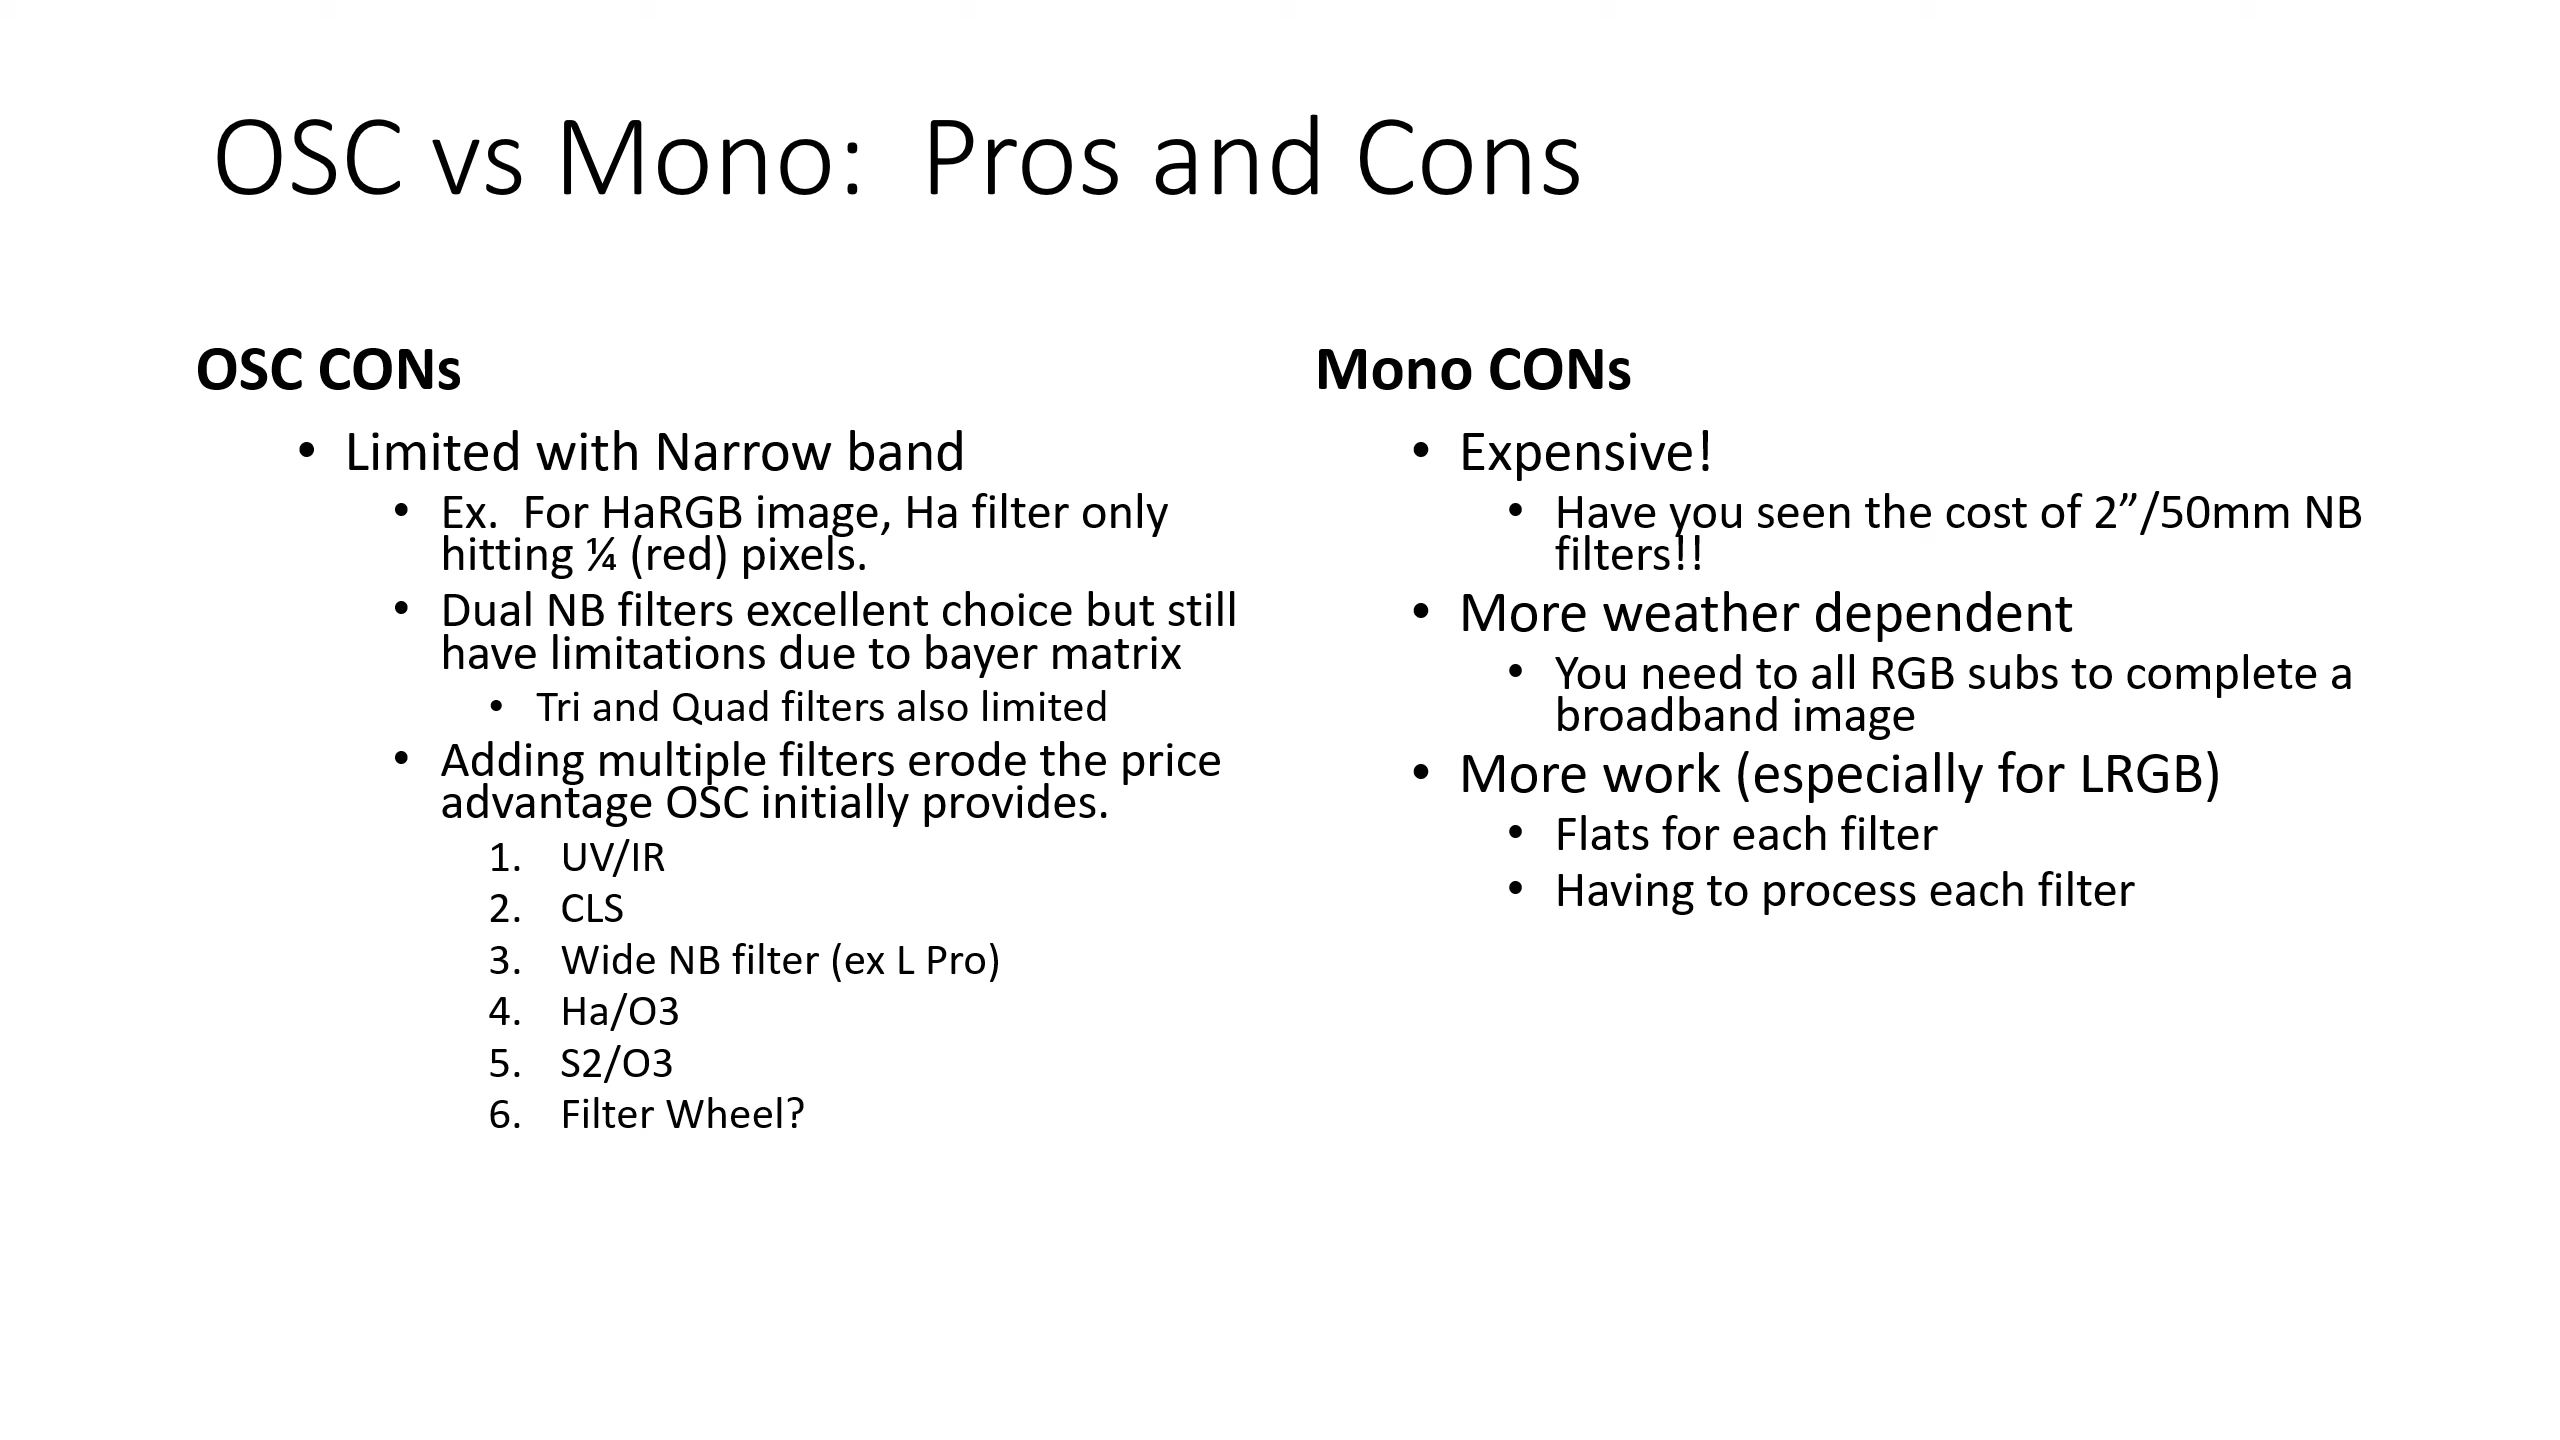 OSC vs Mono:  Pros and Cons
OSC CONs
• Limited with Narrow band
• Ex.  For HaRGB image, Ha filter only
hitting ¼ (red) pixels.
• Dual NB filters excellent choice but still
have limitations due to bayer matrix
• Tri and Quad filters also limited
• Adding multiple filters erode the price
advantage OSC initially provides.
1. UV/IR
2. CLS
3. Wide NB filter (ex L Pro)
4. Ha/O3
5. S2/O3
6. Filter Wheel?
Mono CONs
• Expensive!
• Have you seen the cost of 2”/50mm NB
filters!!
• More weather dependent
• You need to all RGB subs to complete a
broadband image
• More work (especially for LRGB)
• Flats for each filter
• Having to process each filter